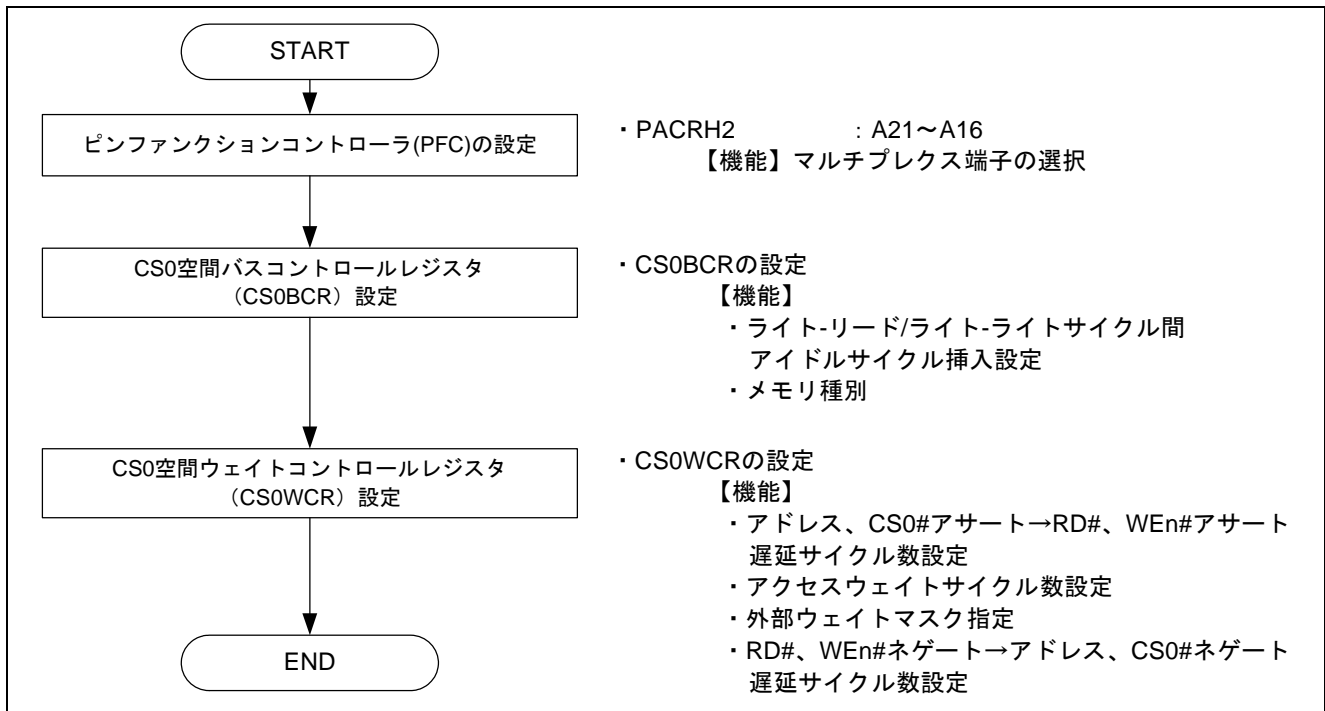 START
ピンファンクションコントローラ(PFC)の設定
・PACRH2 : A21～A16
【機能】マルチプレクス端子の選択
CS0空間バスコントロールレジスタ
（CS0BCR）設定
・CS0BCRの設定
【機能】
・ライト-リード/ライト-ライトサイクル間
アイドルサイクル挿入設定
・メモリ種別
CS0空間ウェイトコントロールレジスタ
（CS0WCR）設定
・CS0WCRの設定
【機能】
・アドレス、CS0#アサート→RD#、WEn#アサート
遅延サイクル数設定
・アクセスウェイトサイクル数設定
・外部ウェイトマスク指定
・RD#、WEn#ネゲート→アドレス、CS0#ネゲート
遅延サイクル数設定
END